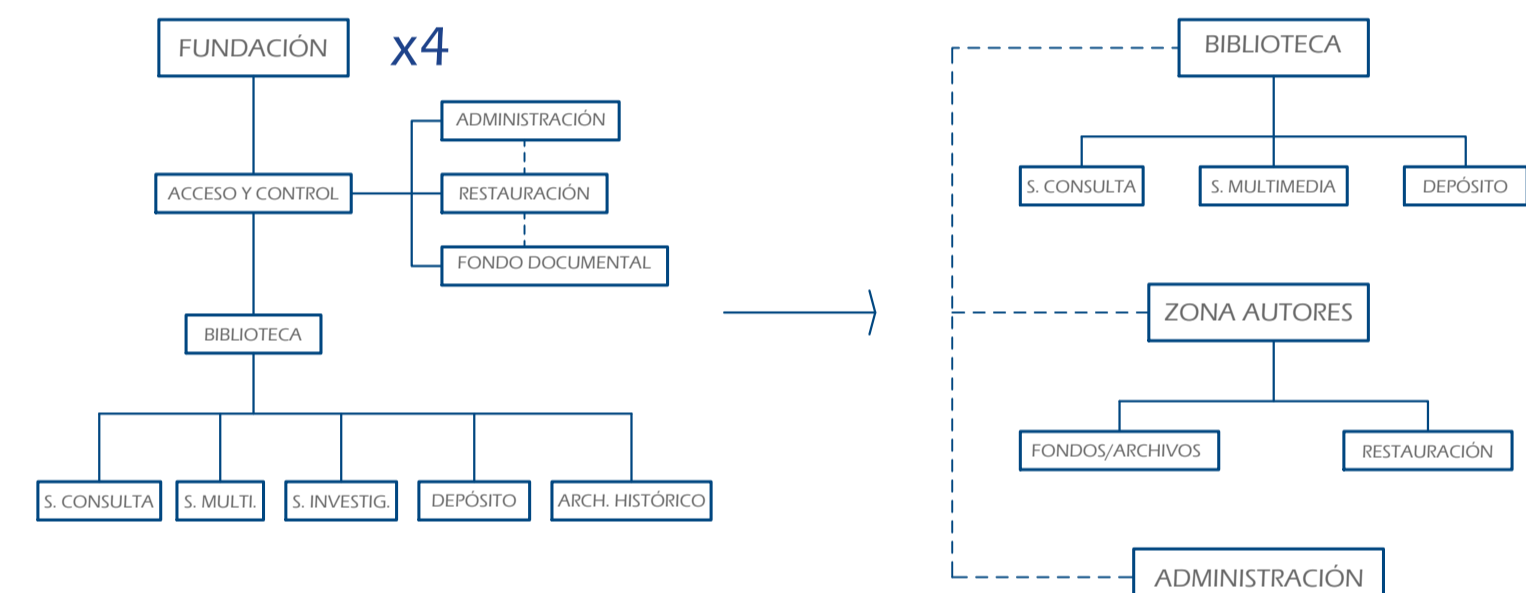 FUNDACIÓN
x4
ADMINISTRACIÓN
ACCESO Y CONTROL
RESTAURACIÓN
FONDO DOCUMENTAL
BIBLIOTECA
S. CONSULTA
S. MULTI.
S. INVESTIG.
DEPÓSITO
ARCH. HISTÓRICO
BIBLIOTECA
S. CONSULTA
S. MULTIMEDIA
DEPÓSITO
ZONA AUTORES
FONDOS/ARCHIVOS
RESTAURACIÓN
ADMINISTRACIÓN